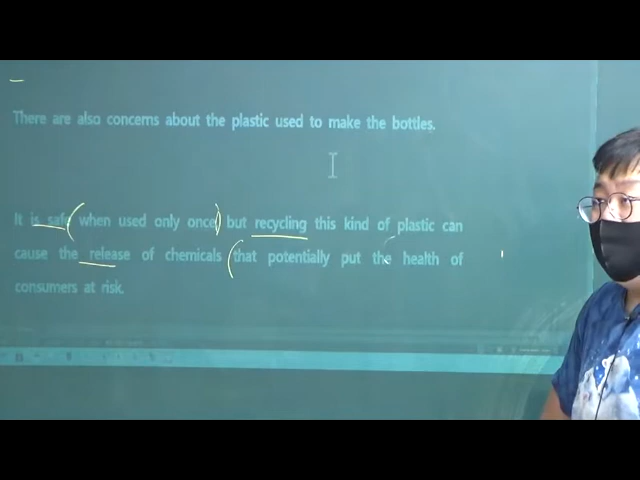 There are also concerns about the plastic used to make the bottles.
It is safe (when used only once) but recycling this kind of plastic can
cause the release of chemicals (that potentially put the health of
consumers at risk.